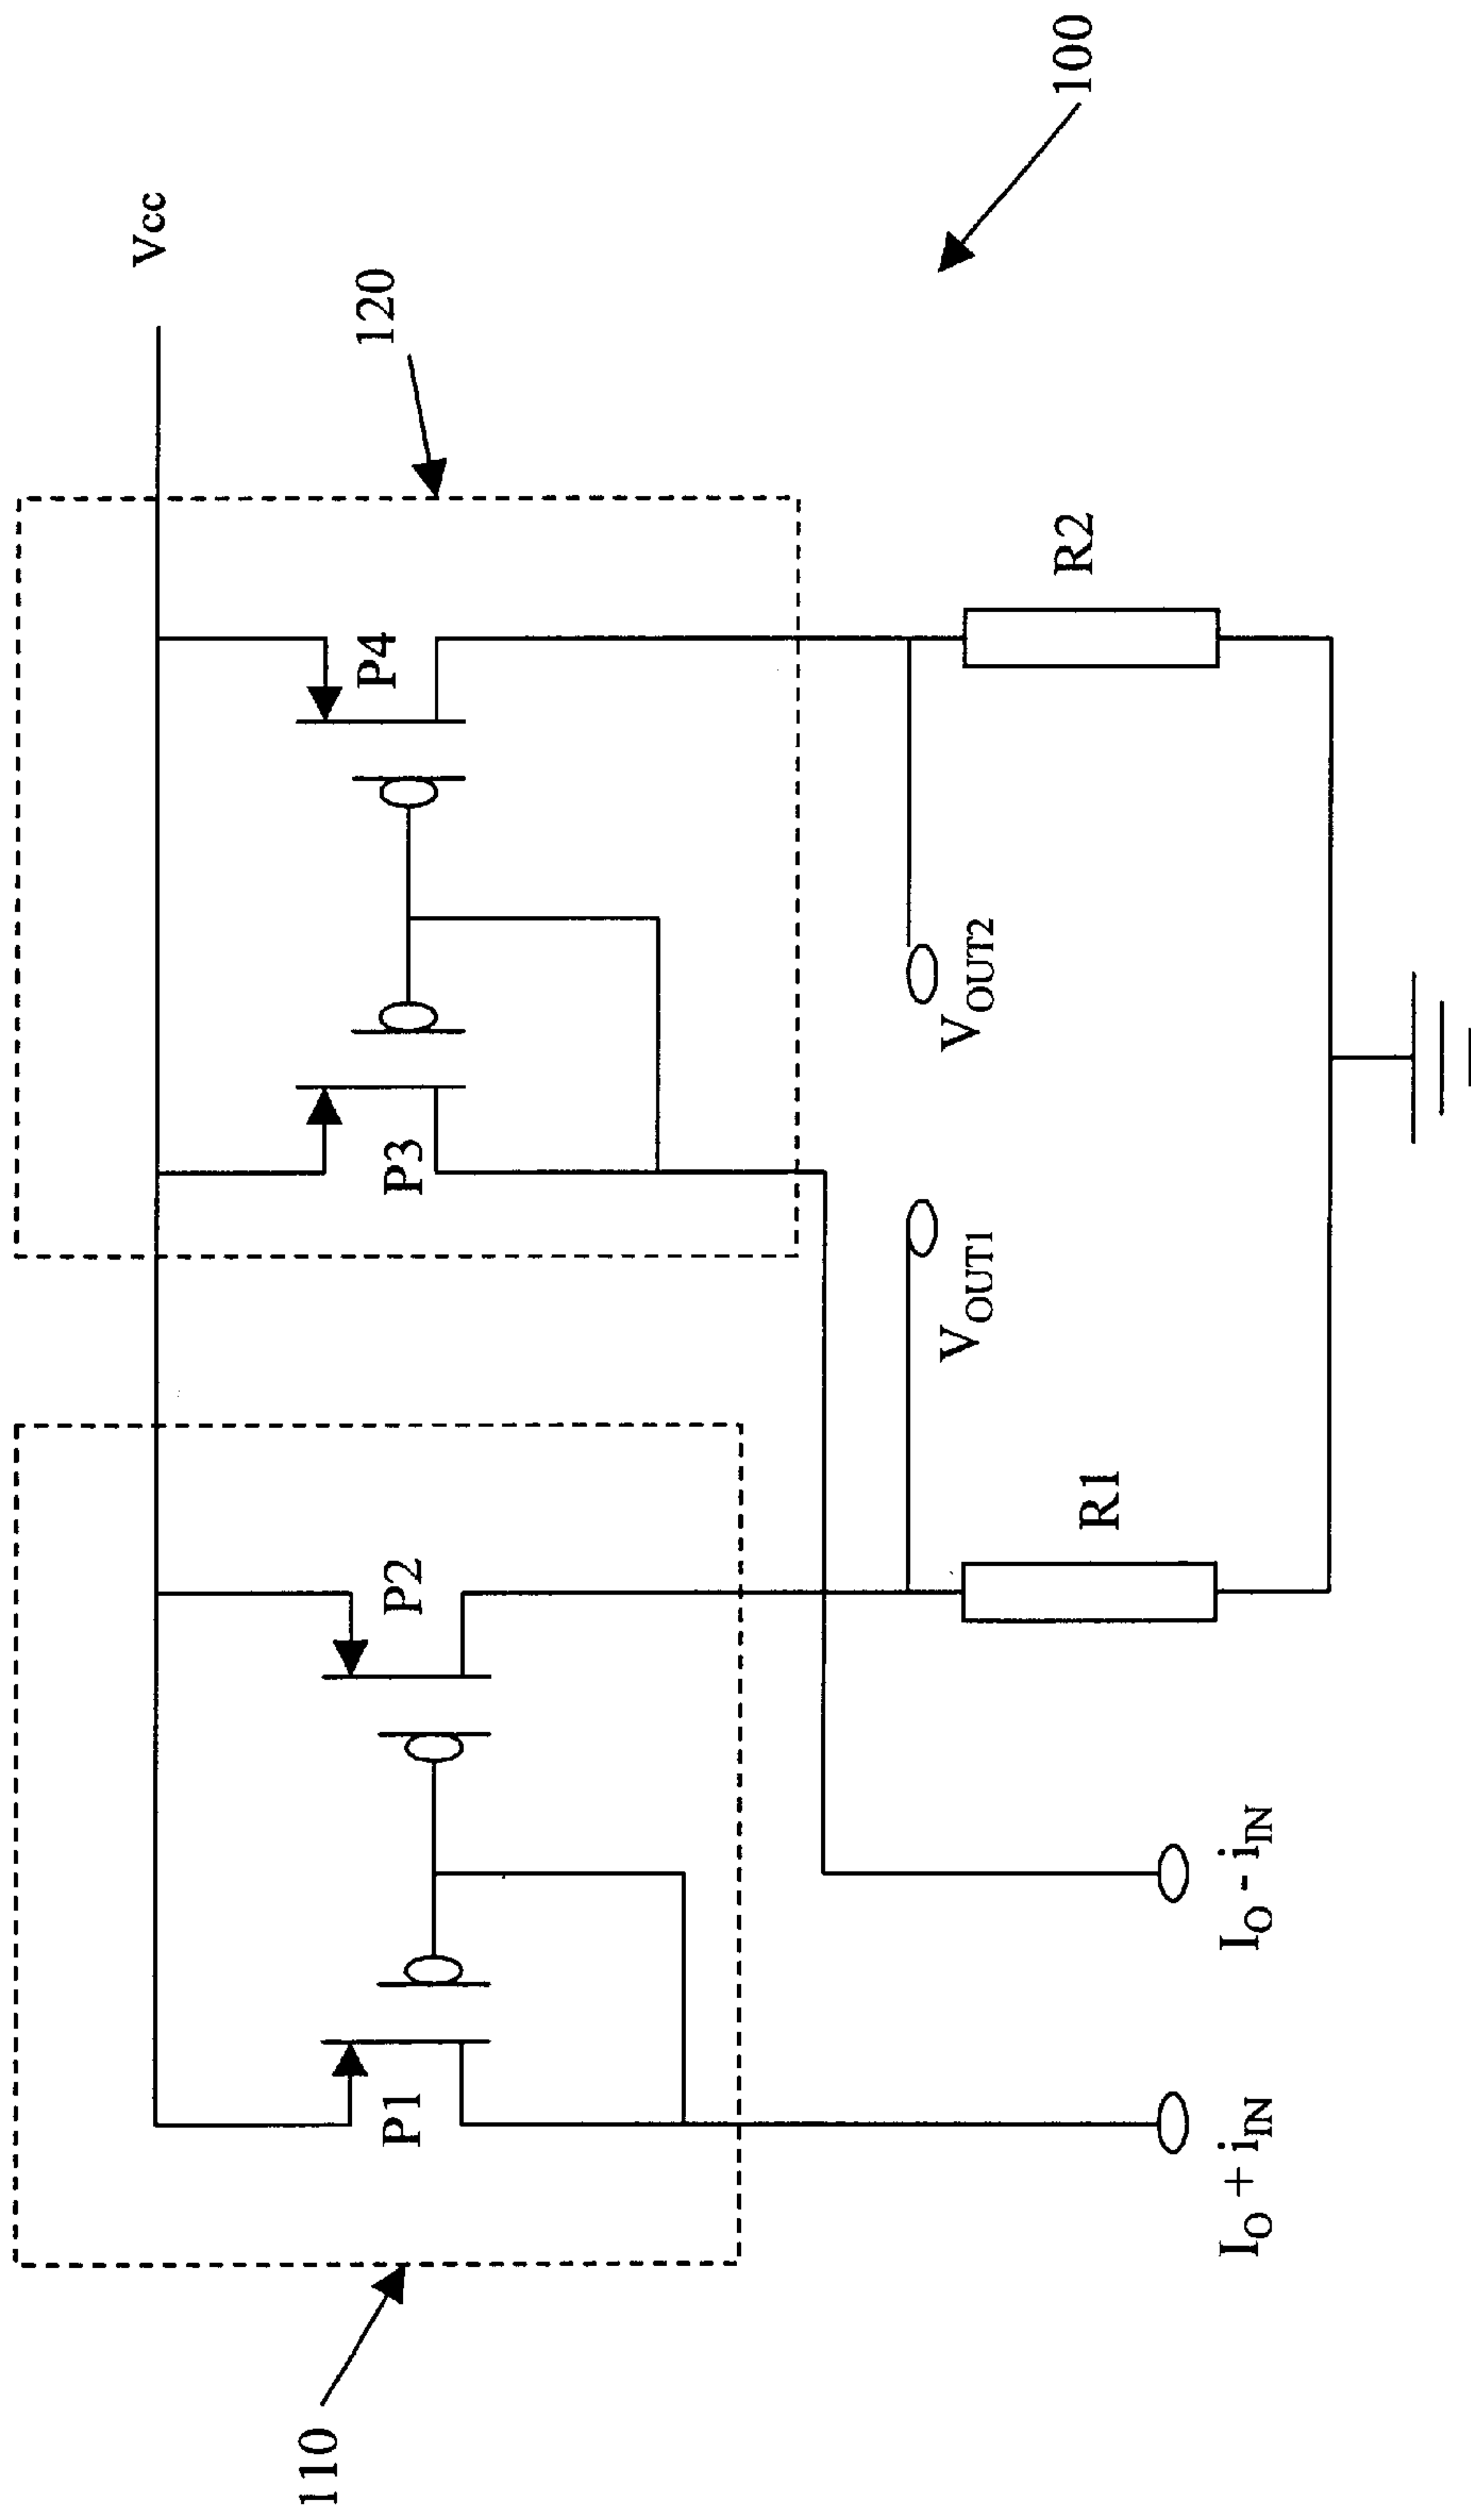 Vcc
110
120
P1
P2
P3
P4
100
VOUT1
VOUT2
R1
R2
IO + iIN
IO - iIN